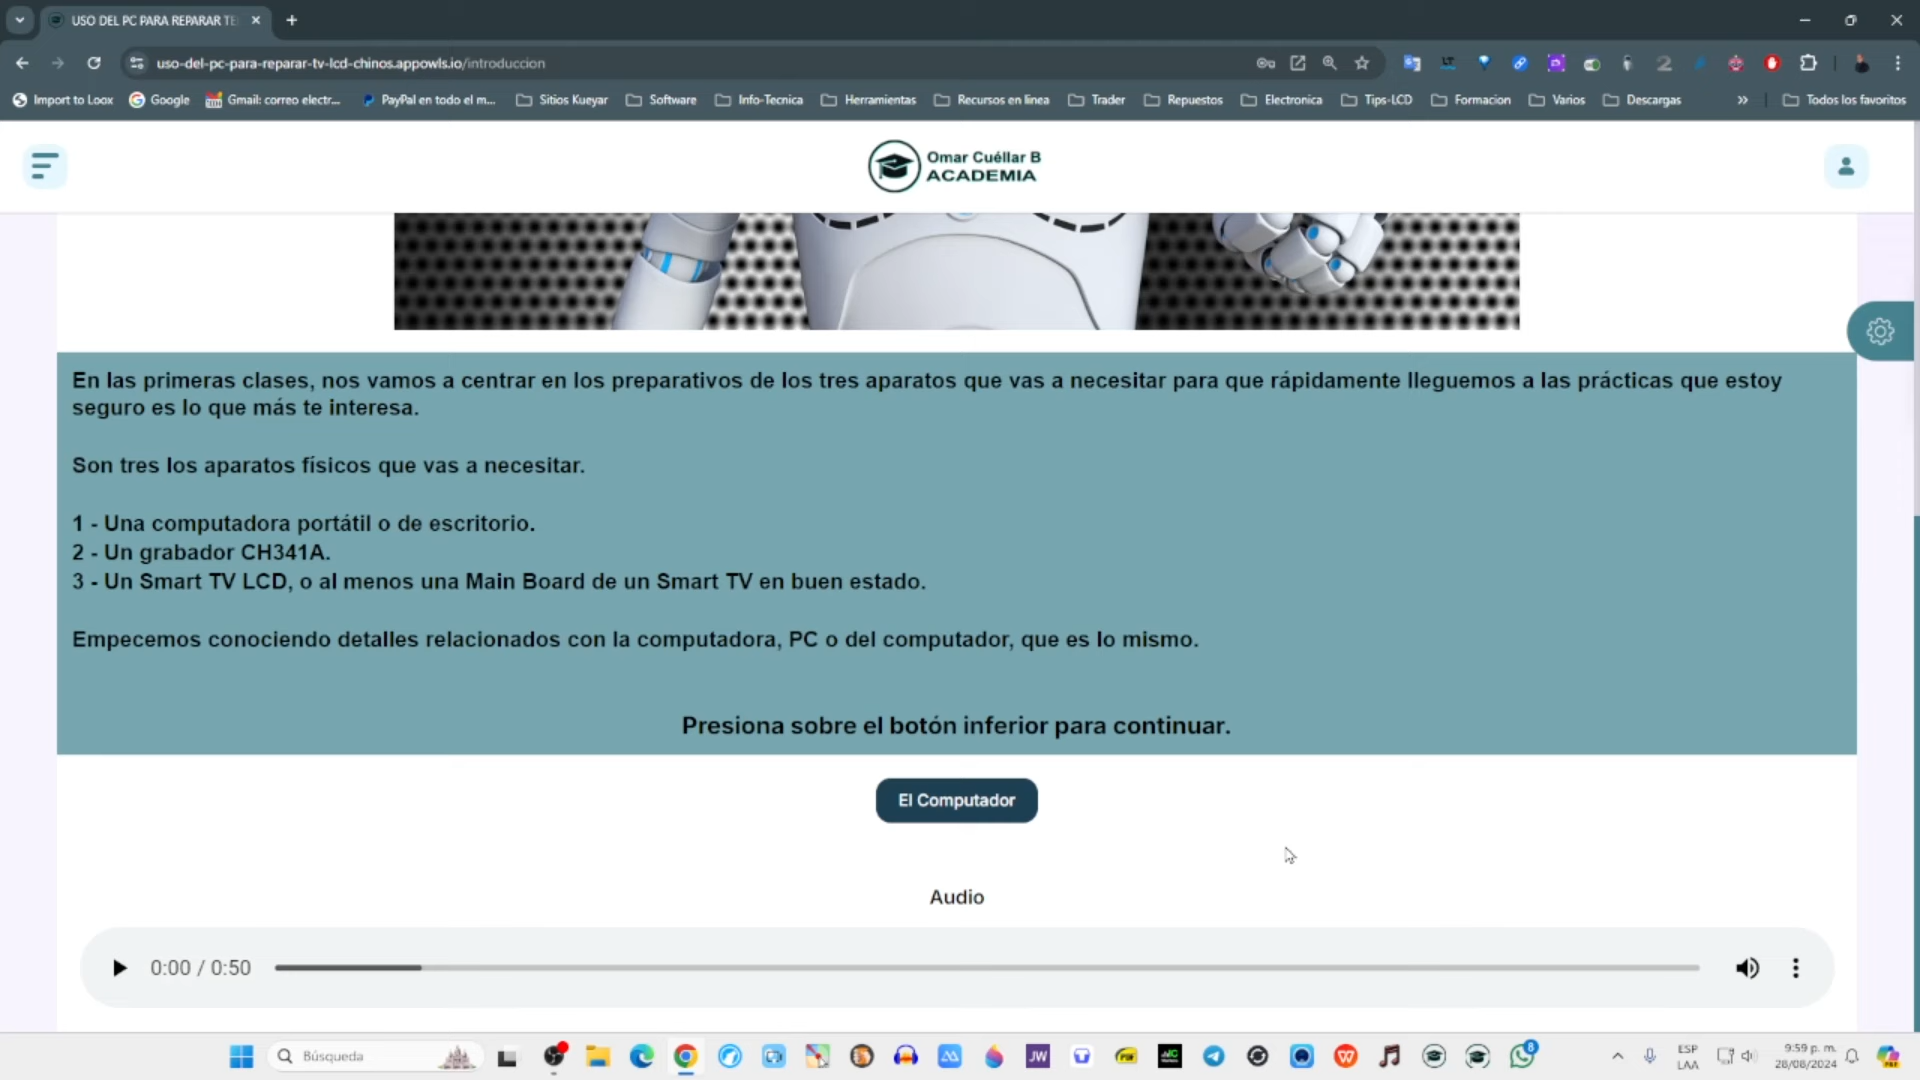 USO DEL PC PARA REPARAR TE
uso-del-pc-para-reparar-tv-lcd-chinos.appowls.io/introduccion
Import to Loox
Google
Gmail: correo electr...
PayPal en todo el m...
Sitios Kueyar
Software
Info-Tecnica
Herramientas
Recursos en linea
Trader
Repuestos
Electronica
Tips-LCD
Formacion
Varios
Descargas
Todos los favoritos
Omar Cuéllar B
ACADEMIA
En las primeras clases, nos vamos a centrar en los preparativos de los tres aparatos que vas a necesitar para que rápidamente lleguemos a las prácticas que estoy
seguro es lo que más te interesa.
Son tres los aparatos físicos que vas a necesitar.
1 - Una computadora portátil o de escritorio.
2 - Un grabador CH341A.
3 - Un Smart TV LCD, o al menos una Main Board de un Smart TV en buen estado.
Empecemos conociendo detalles relacionados con la computadora, PC o del computador, que es lo mismo.
Presiona sobre el botón inferior para continuar.
El Computador
Audio
0:00 / 0:50
Búsqueda
JW
8
ESP
LAA
9:59 p. m.
28/08/2024